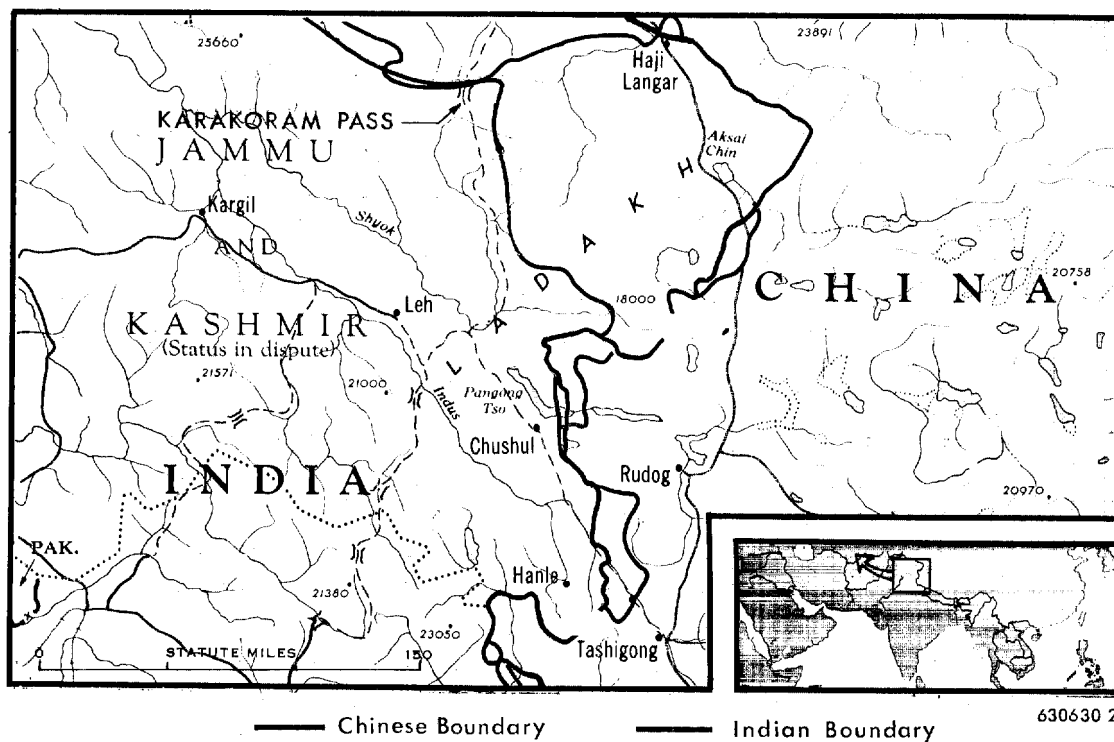 25660
23891
Haji
Langar
KARAKORAM PASS
JAMMU
Aksai
Chin
Kargil
Shyok
AND
LADAKH
CHINA
20758
18000
Leh
KASHMIR
(Status in dispute)
21571
21000
Indus
Pangong
Tso
Chushul
INDIA
Rudog
20970
PAK.
Hanle
21380
23050
Tashigong
0 STATUTE MILES 150
630630 2
Chinese Boundary Indian Boundary